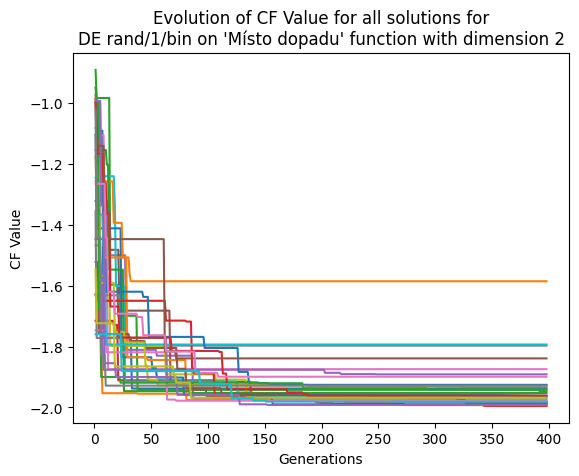 Evolution of CF Value for all solutions for
DE rand/1/bin on 'Místo dopadu' function with dimension 2
CF Value
−1.0
−1.2
−1.4
−1.6
−1.8
−2.0
0 50 100 150 200 250 300 350 400
Generations